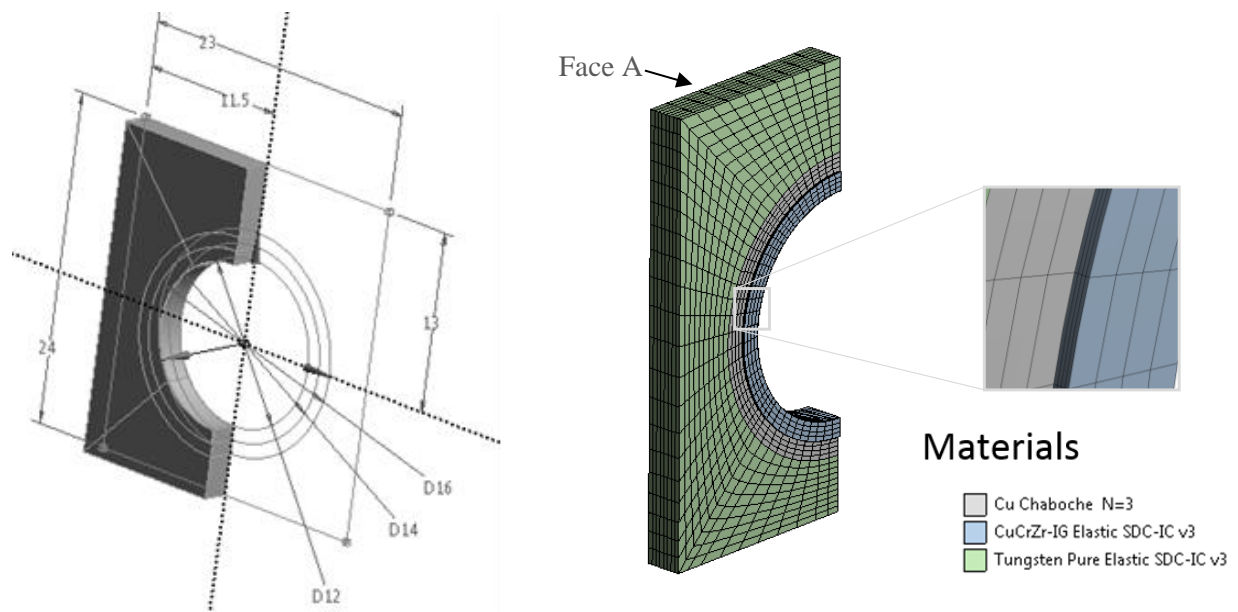 23
11.5
24
13
D16
D14
D12
Face A
Materials
Cu Chaboche N=3
CuCrZr-IG Elastic SDC-IC v3
Tungsten Pure Elastic SDC-IC v3